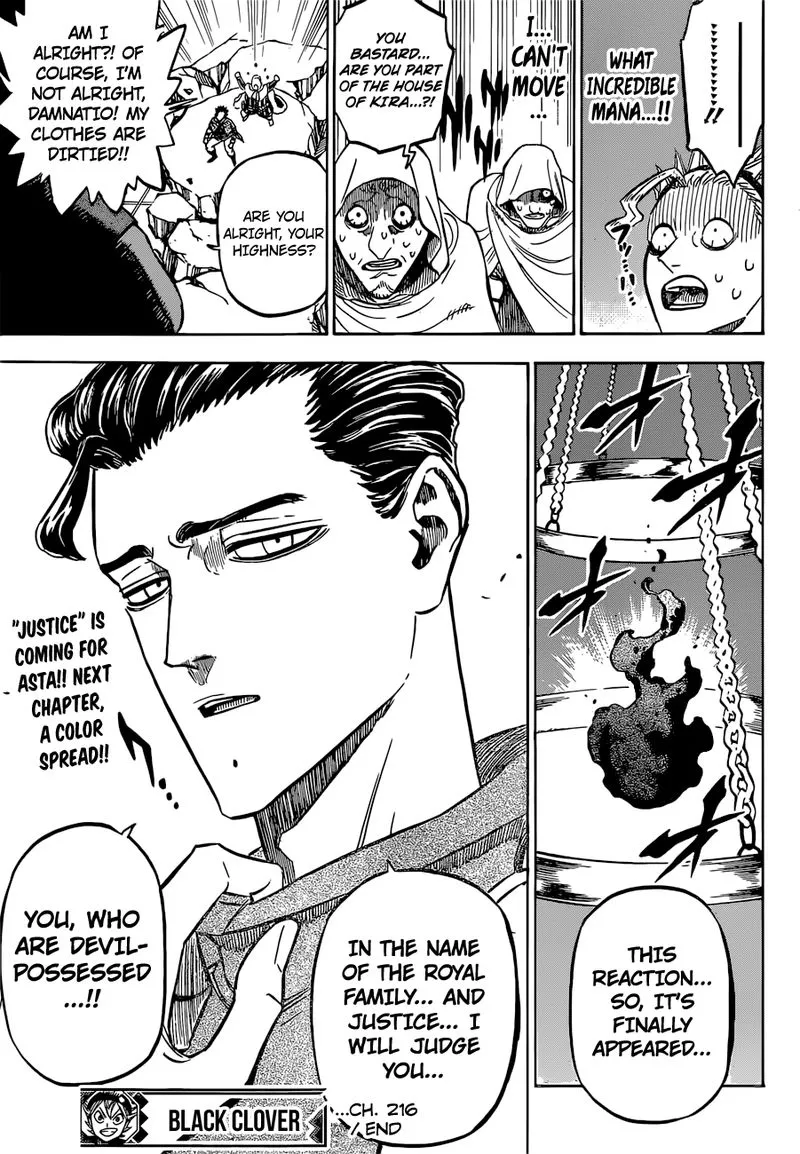 !!
WHAT
INCREDIBLE
MANA...!!
I...
CAN'T
MOVE
...
YOU
BASTARD...
ARE YOU PART
OF THE HOUSE
OF KIRA...?!
ARE YOU
ALRIGHT, YOUR
HIGHNESS?
AM I
ALRIGHT?! OF
COURSE, I'M
NOT ALRIGHT,
DAMNATIO! MY
CLOTHES ARE
DIRTIED!!
THIS
REACTION...
SO, IT'S
FINALLY
APPEARED...
IN THE NAME
OF THE ROYAL
FAMILY... AND
JUSTICE... I
WILL JUDGE
YOU...
YOU, WHO
ARE DEVIL-
POSSESSED
...!!
"JUSTICE" IS
COMING FOR
ASTA!! NEXT
CHAPTER,
A COLOR
SPREAD!!
BLACK CLOVER
...CH. 216
/ END